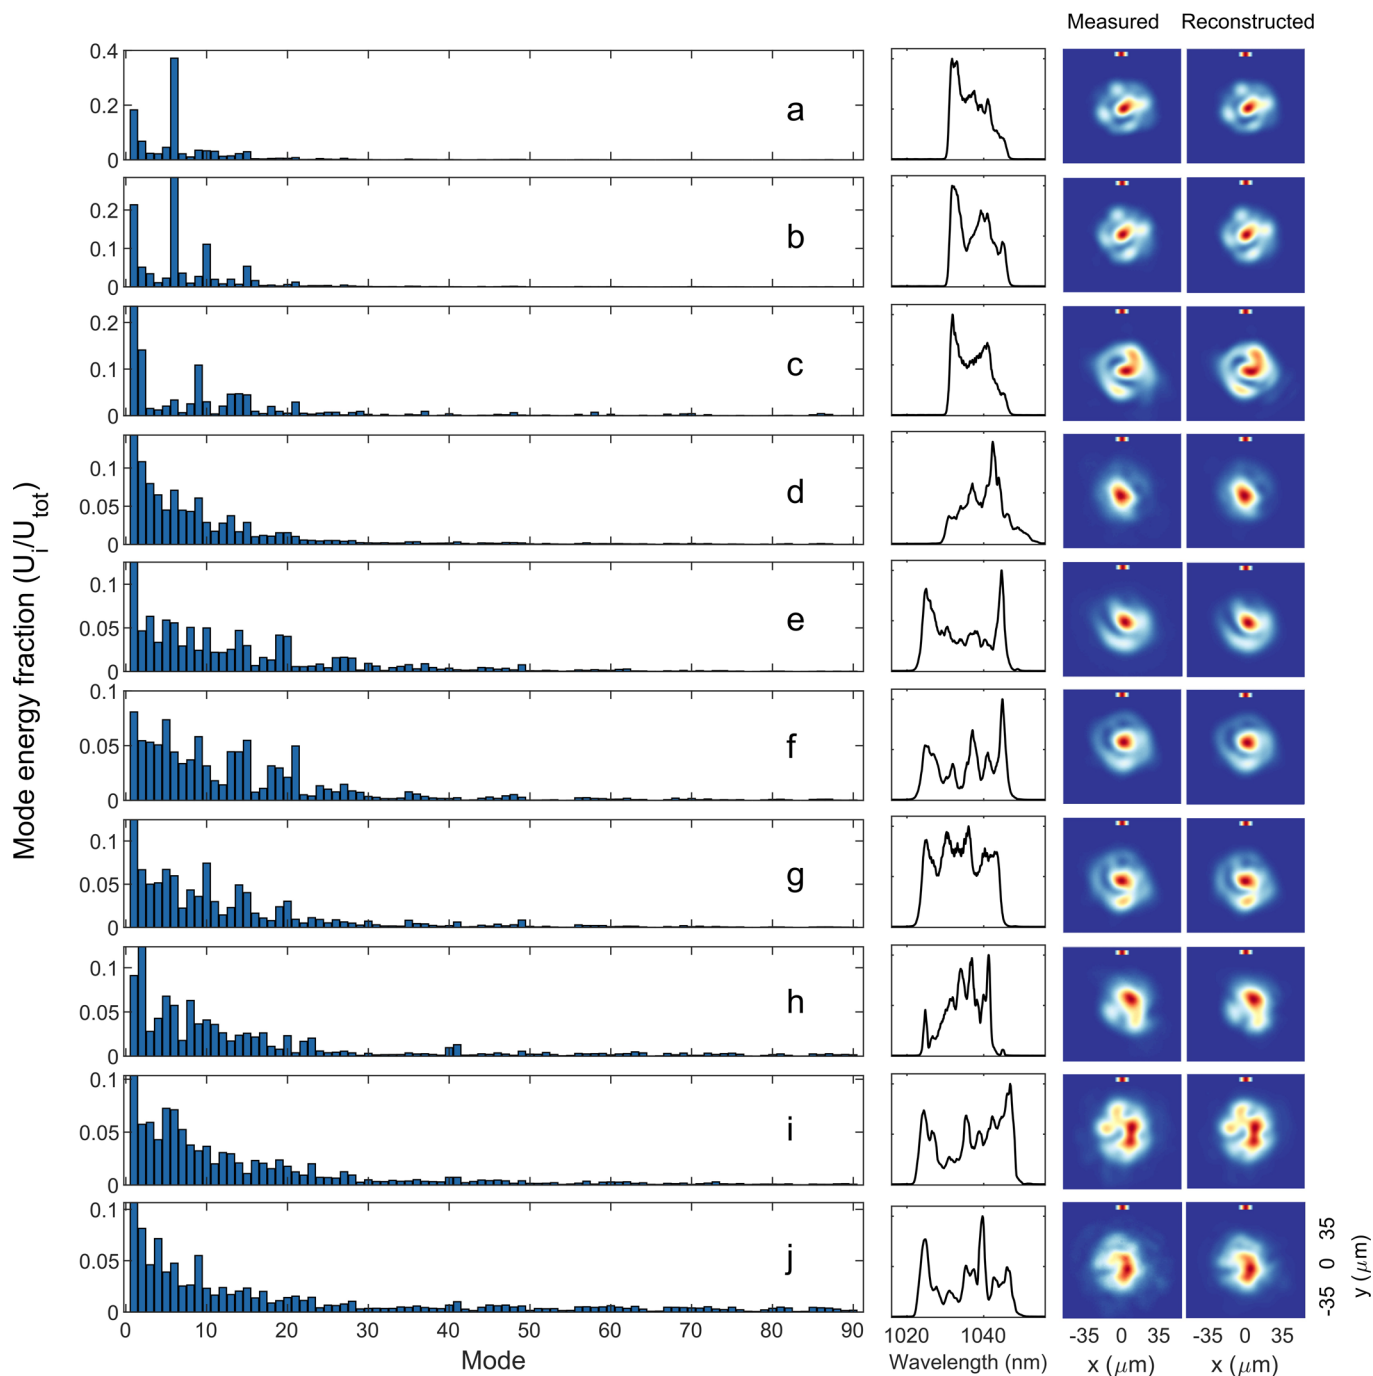 Measured Reconstructed
0.4
0.2
0
a
0.2
0.1
0
b
0.2
0.1
0
c
0.1
0.05
0
d
0.1
0.05
0
e
0.1
0.05
0
f
0.1
0.05
0
g
0.1
0.05
0
h
0.1
0.05
0
i
0.1
0.05
0
j
Mode energy fraction (U_i/U_tot)
0 10 20 30 40 50 60 70 80 90
Mode
1020 1040
Wavelength (nm)
-35 0 35
x (μm)
-35 0 35
x (μm)
-35 0 35
y (μm)